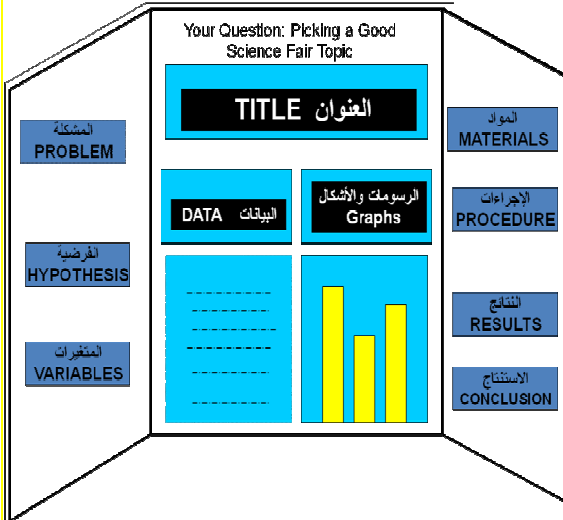 Your Question: Picking a Good
Science Fair Topic
العنوان TITLE
المشكلة
PROBLEM
الفرضية
HYPOTHESIS
المتغيرات
VARIABLES
البيانات DATA
الرسومات والأشكال
Graphs
المواد
MATERIALS
الإجراءات
PROCEDURE
النتائج
RESULTS
الاستنتاج
CONCLUSION